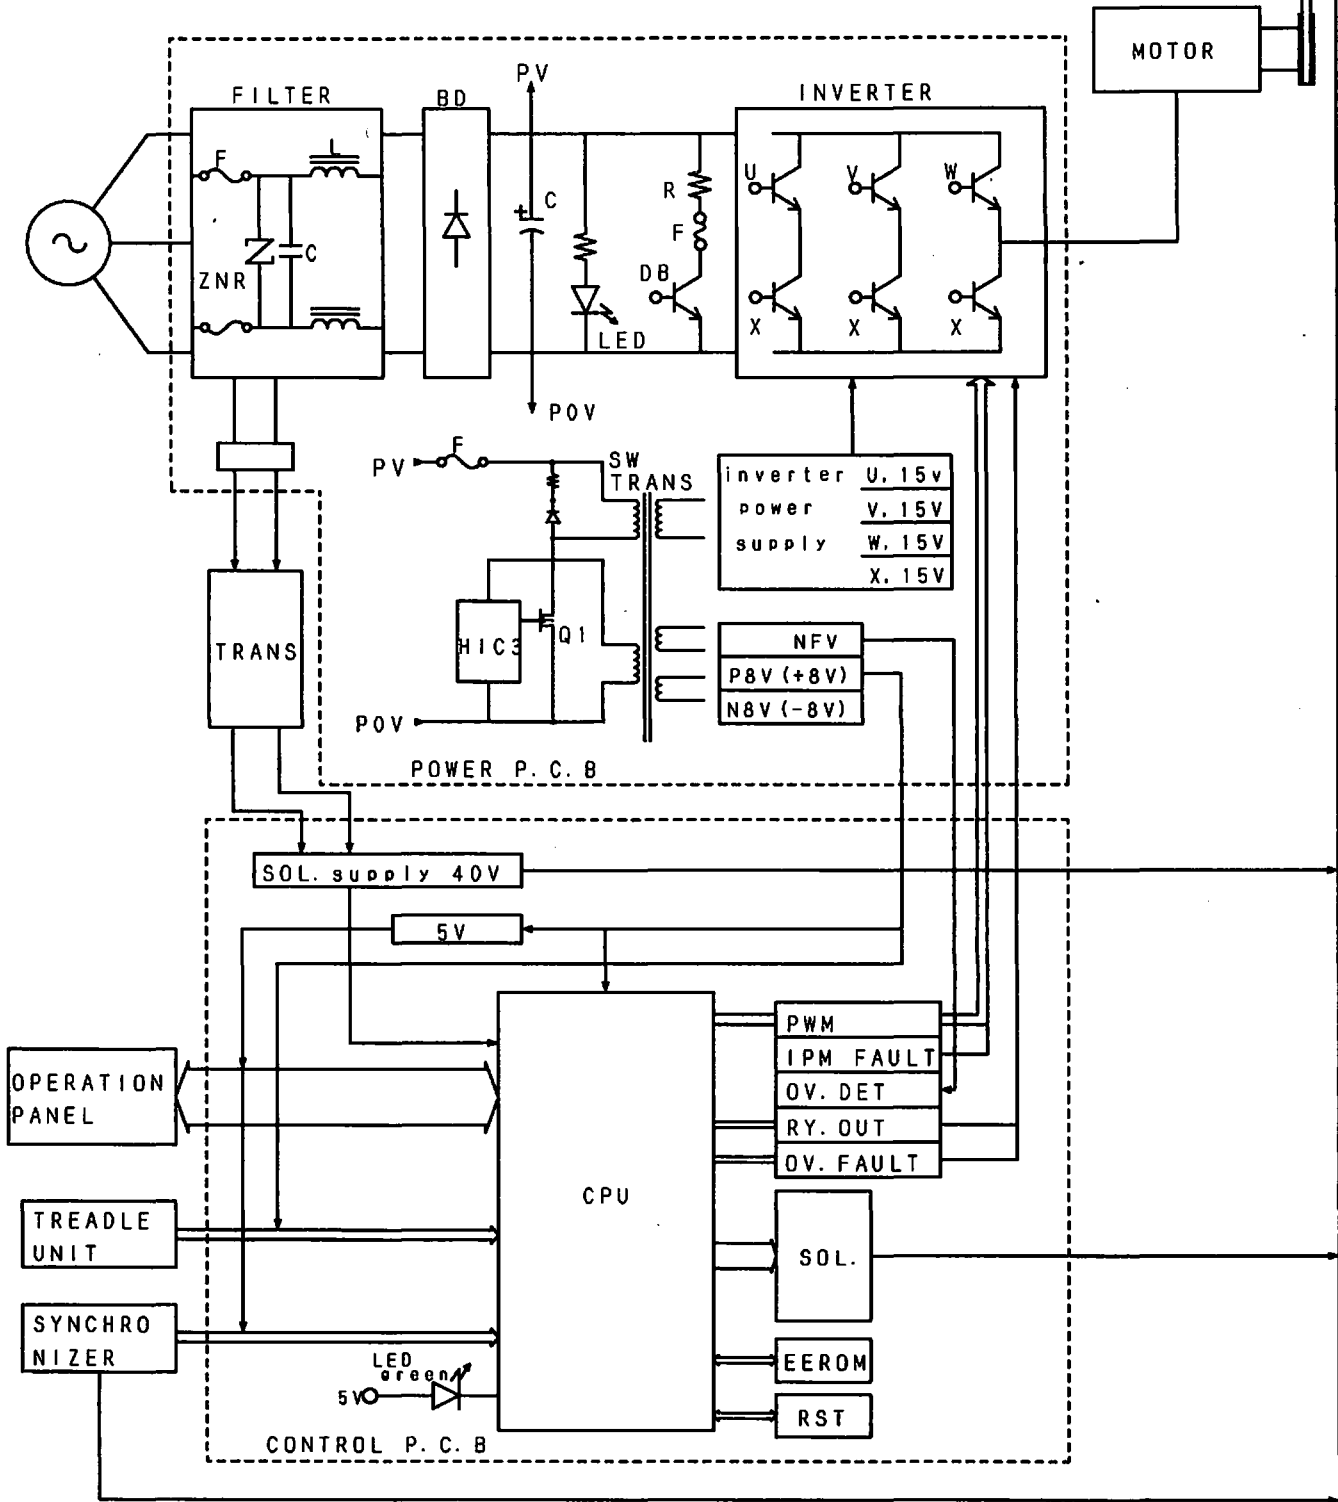 MOTOR
FILTER
BD
PV
INVERTER
F
L
ZNR
C
C
+
R
F
DB
LED
U
V
W
X
X
X
POV
PV
F
SW
TRANS
inverter
power
supply
U. 15v
V. 15V
W. 15V
X. 15V
TRANS
HIC3
Q1
NFV
P8V (+8V)
N8V (-8V)
POV
POWER P. C. B
SOL. supply 40V
5V
OPERATION
PANEL
CPU
PWM
IPM FAULT
OV. DET
RY. OUT
OV. FAULT
TREADLE
UNIT
SOL.
SYNCHRO
NIZER
LED
green
5V
EEROM
RST
CONTROL P. C. B